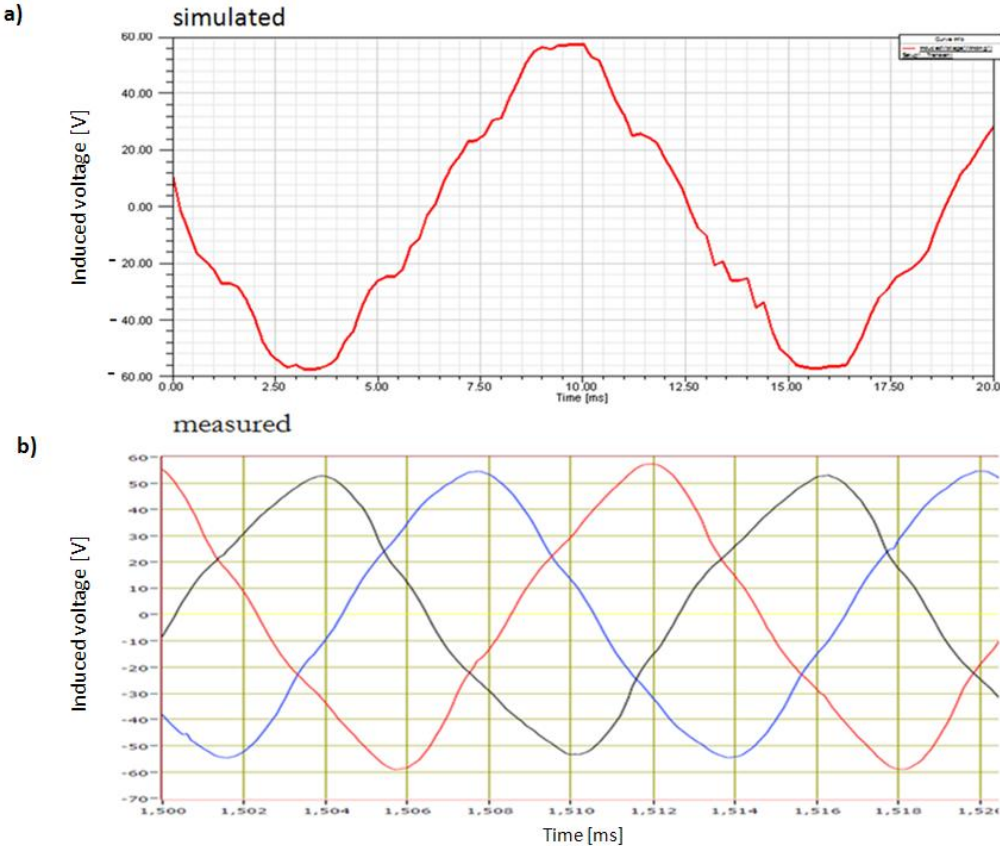 a)
simulated
60.00
40.00
20.00
0.00
- 20.00
- 40.00
- 60.00
Induced voltage [V]
Curve Info
0.00 2.50 5.00 7.50 10.00 12.50 15.00 17.50 20.0
Time [ms]
b)
measured
60
50
40
30
20
10
0
-10
-20
-30
-40
-50
-60
-70
Induced voltage [V]
1,500 1,502 1,504 1,506 1,508 1,510 1,512 1,514 1,516 1,518
Time [ms]